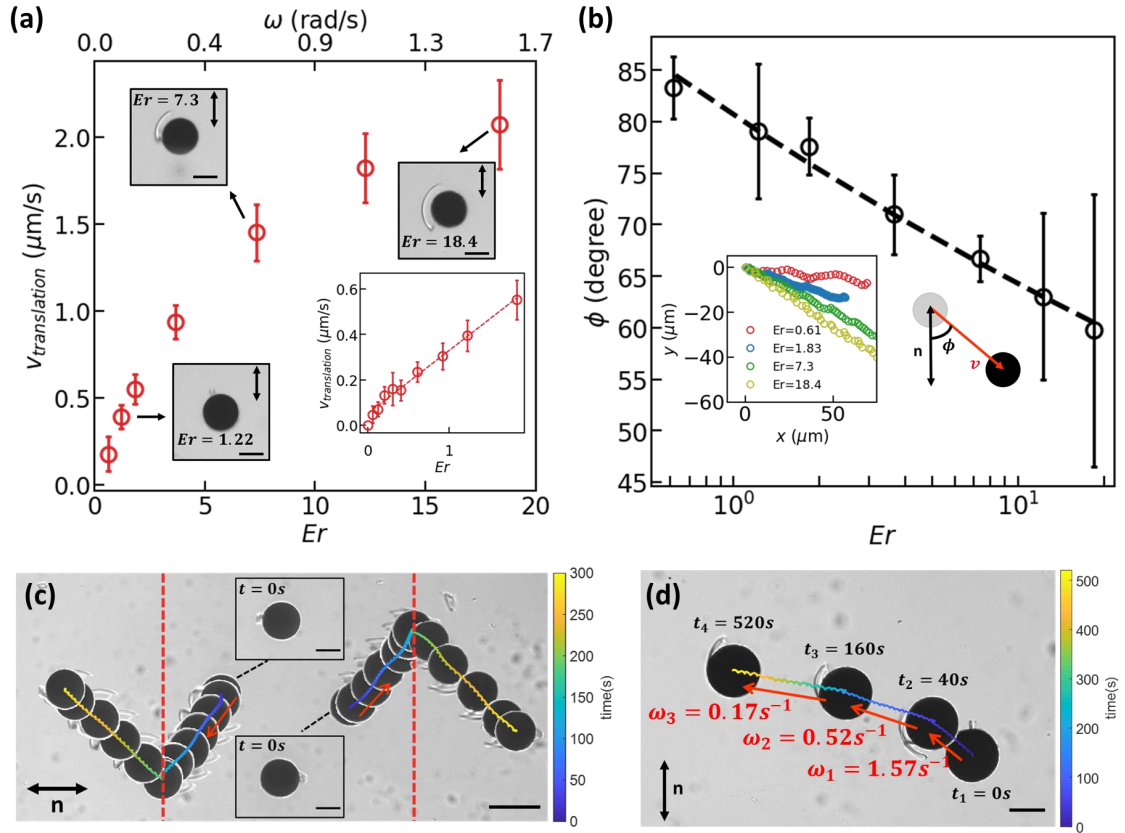 (a)
ω (rad/s)
0.0 0.4 0.9 1.3 1.7
v_translation (μm/s)
2.0
1.5
1.0
0.5
0.0
Er = 7.3
Er = 18.4
Er = 1.22
v_translation (μm/s)
0.6
0.4
0.2
0.0
0 1
Er
0 5 10 15 20
Er
(b)
ϕ (degree)
85
80
75
70
65
60
55
50
45
y (μm)
0
−20
−40
−60
Er=0.61
Er=1.83
Er=7.3
Er=18.4
0 50
x (μm)
n
ϕ
v
10⁰ 10¹
Er
(c)
t = 0s
t = 0s
n
300
250
200
150
100
50
0
time(s)
(d)
t₄ = 520s
t₃ = 160s
t₂ = 40s
t₁ = 0s
ω₃ = 0.17s⁻¹
ω₂ = 0.52s⁻¹
ω₁ = 1.57s⁻¹
n
500
400
300
200
100
0
time(s)